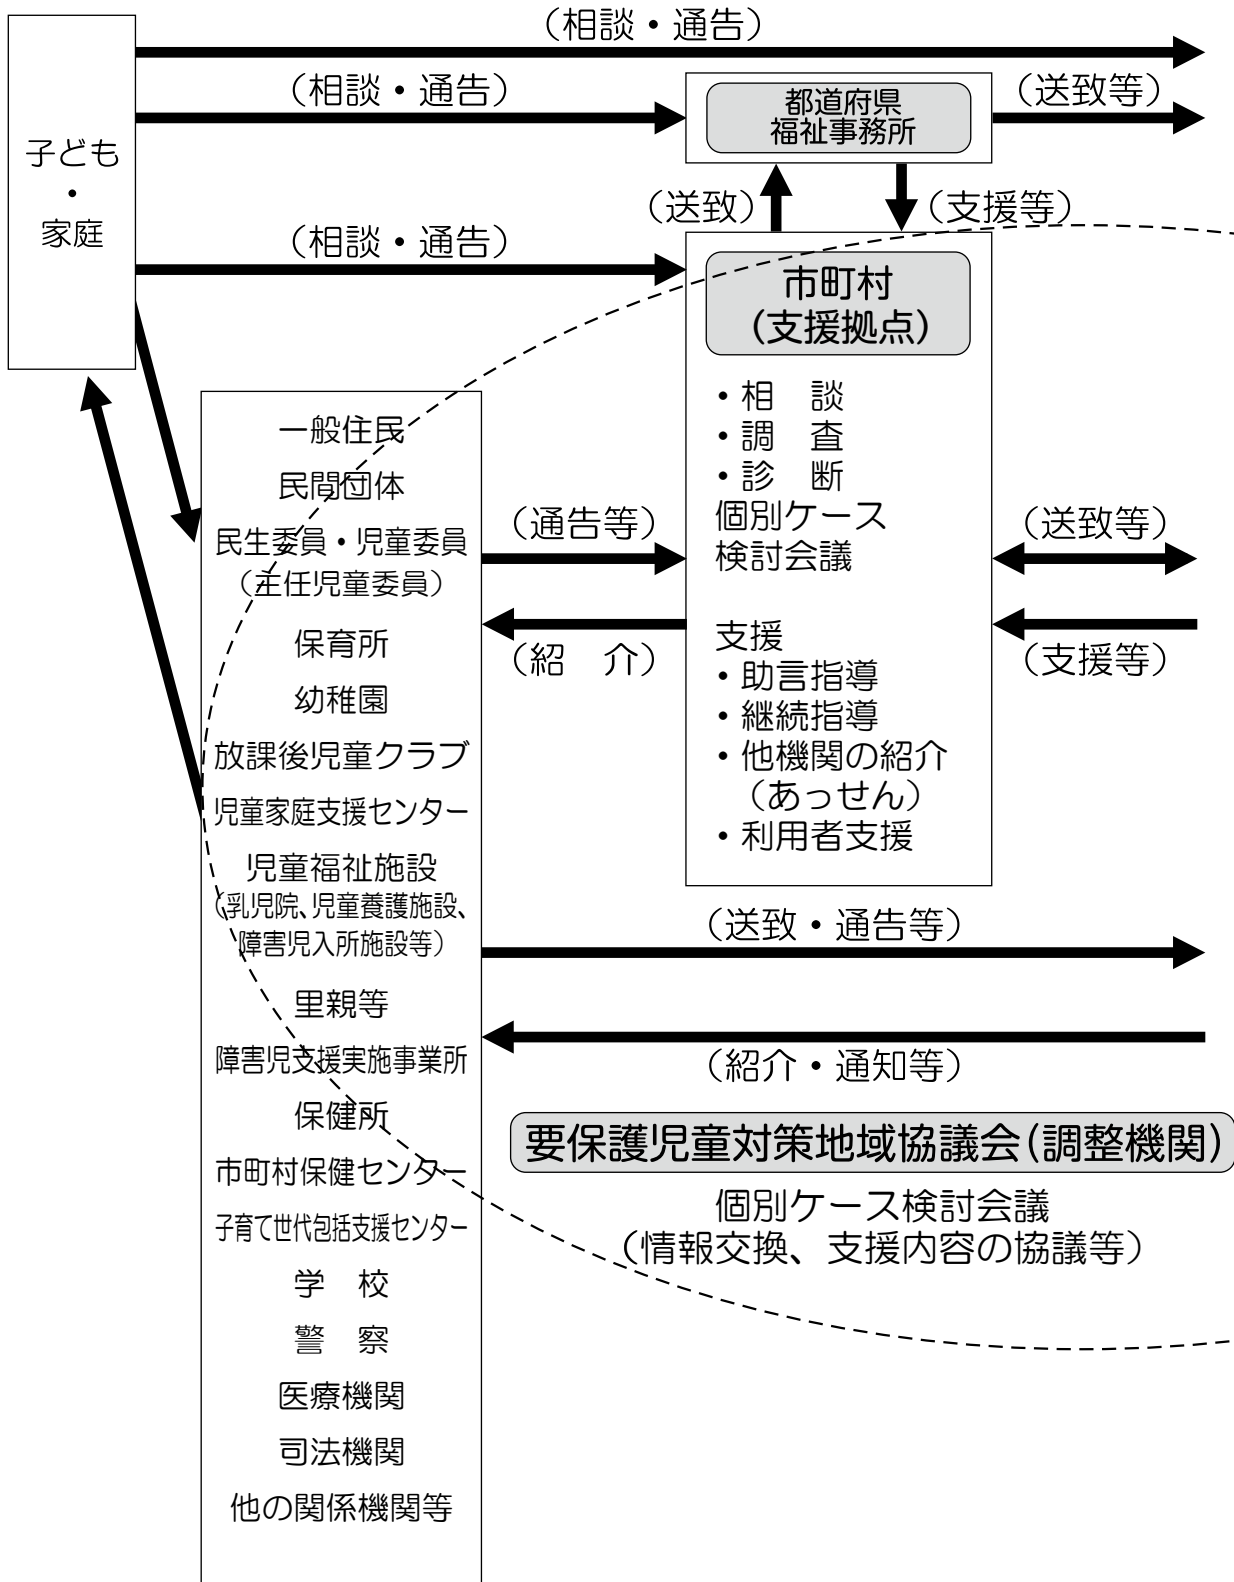 （相談・通告）
（相談・通告）
都道府県
福祉事務所
（送致等）
子ども
・
家庭
（送致）
（支援等）
（相談・通告）
市町村
（支援拠点）
・相　談
・調　査
・診　断
個別ケース
検討会議
支援
・助言指導
・継続指導
・他機関の紹介
（あっせん）
・利用者支援
一般住民
民間団体
民生委員・児童委員
（主任児童委員）
保育所
幼稚園
放課後児童クラブ
児童家庭支援センター
児童福祉施設
（乳児院、児童養護施設、
障害児入所施設等）
里親等
障害児支援実施事業所
保健所
市町村保健センター
子育て世代包括支援センター
学　校
警　察
医療機関
司法機関
他の関係機関等
（通告等）
（紹　介）
（送致等）
（支援等）
（送致・通告等）
（紹介・通知等）
要保護児童対策地域協議会（調整機関）
個別ケース検討会議
（情報交換、支援内容の協議等）